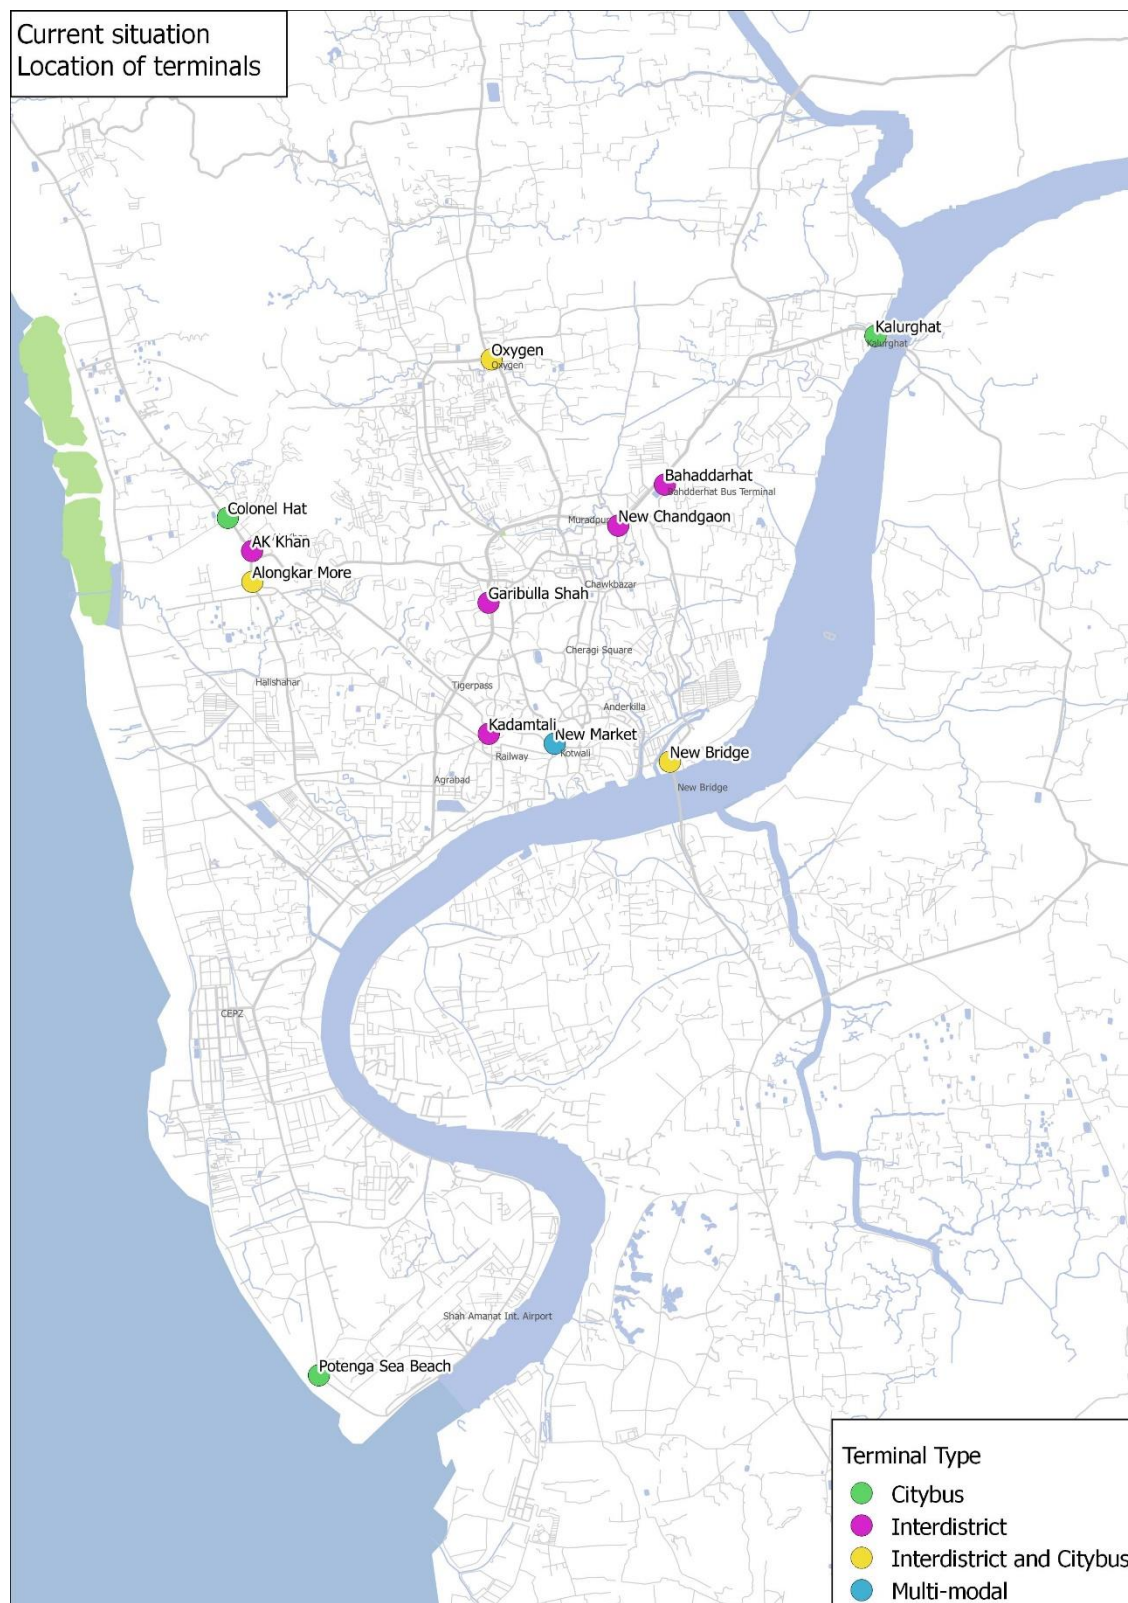 Current situation
Location of terminals
Kalurghat
Kalurghat
Oxygen
Oxygen
Bahaddarhat
Bahdderhat Bus Terminal
Colonel Hat
Muradpur
New Chandgaon
AK Khan
Alongkar More
Chawkbazar
Garibulla Shah
Cheragi Square
Halishahar
Tigerpass
Anderkilla
Kadamtali
New Market
Kotwali
Railway
New Bridge
Agrabad
New Bridge
CEPZ
Shah Amanat Int. Airport
Potenga Sea Beach
Terminal Type
Citybus
Interdistrict
Interdistrict and Citybus
Multi-modal